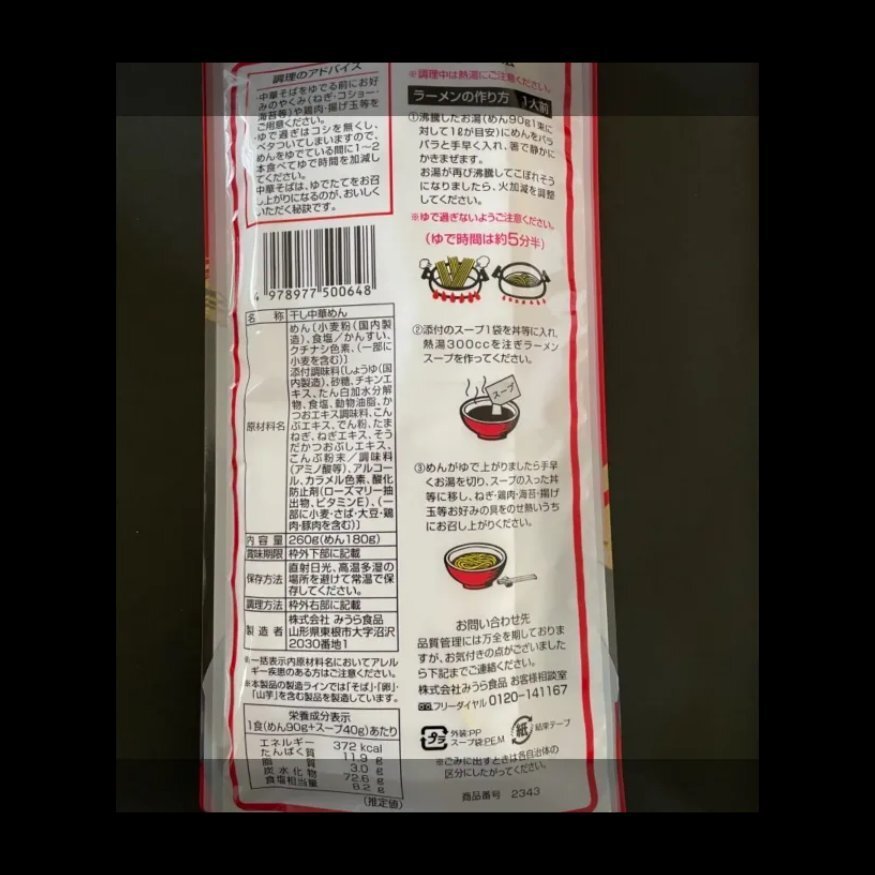 調理のアドバイス
・中華そばをゆでる前にお好
みのやくみ(ねぎ・コショー・
海苔等)や鶏肉・揚げ玉等を
ご用意ください。
・ゆで過ぎはコシを無くし、
ベタついてしまいますので、
めんをゆでている間に1〜2
本食べてゆで時間を加減し
てください。
・中華そばは、ゆでたてをお召
し上がりになるのが、おいしく
いただく秘訣です。
4 978977 500648
名称 干し中華めん
原材料名 めん〔小麦粉(国内製
造)、食塩/かんすい、
クチナシ色素、(一部に
小麦を含む)〕
添付調味料〔しょうゆ(国
内製造)、砂糖、チキンエ
キス、たん白加水分解
物、食塩、動物油脂、か
つおエキス調味料、こん
ぶエキス、でん粉、たま
ねぎ、ねぎエキス、そう
だかつおぶしエキス、
こんぶ粉末/調味料
(アミノ酸等)、アルコー
ル、カラメル色素、酸化
防止剤(ローズマリー抽
出物、ビタミンE)、(一部
に小麦・さば・大豆・鶏
肉・豚肉を含む)〕
内容量 260g(めん180g)
賞味期限 枠外下部に記載
保存方法 直射日光、高温多湿の
場所を避けて常温で保
存してください。
調理方法 枠外右部に記載
製造者 株式会社 みうら食品
山形県東根市大字沼沢
2030番地1
※一括表示内原材料名においてアレル
ギー疾患のある方はご注意ください。
※本製品の製造ラインでは「そば」・「卵」・
「山芋」を含む製品を製造しています。
栄養成分表示
1食(めん90g+スープ40g)あたり
エネルギー 372 kcal
たんぱく質 11.9 g
脂質 3.0 g
炭水化物 72.6 g
食塩相当量 6.2 g
(推定値)
※調理中は熱湯にご注意ください。
ラーメンの作り方 1人前
①沸騰したお湯(めん90g1束に
対して1ℓが目安)にめんをパラ
パラと手早く入れ、箸で静かに
かきまぜます。
お湯が再び沸騰してこぼれそう
になりましたら、火加減を調整
してください。
※ゆで過ぎないようご注意ください。
(ゆで時間は約5分半)
②添付のスープ1袋を丼等に入れ、
熱湯300ccを注ぎラーメン
スープを作ってください。
スープ
③めんがゆで上がりましたら手早
くお湯を切り、スープの入った丼
等に移し、ねぎ・鶏肉・海苔・揚げ
玉等お好みの具をのせ熱いうち
にお召し上がりください。
お問い合わせ先
品質管理には万全を期しておりま
すが、お気付きの点がございました
ら下記までご連絡ください。
株式会社みうら食品 お客様相談室
フリーダイヤル 0120-141167
プラ 外装:PP
スープ袋:PE,M
紙 結束テープ
※ごみに出すときは各自治体の
区分にしたがってください。
商品番号 2343